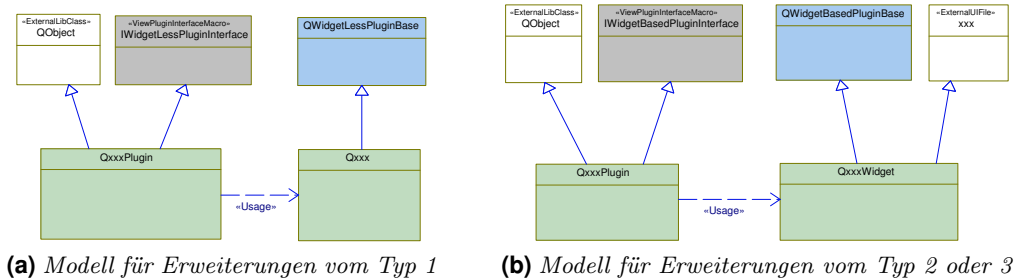 «ExternalLibClass»
QObject
«ViewPluginInterfaceMacro»
IWidgetLessPluginInterface
QWidgetLessPluginBase
QxxxPlugin
Qxxx
«Usage»
(a) Modell für Erweiterungen vom Typ 1
«ExternalLibClass»
QObject
«ViewPluginInterfaceMacro»
IWidgetBasedPluginInterface
QWidgetBasedPluginBase
«ExternalUIFile»
xxx
QxxxPlugin
QxxxWidget
«Usage»
(b) Modell für Erweiterungen vom Typ 2 oder 3